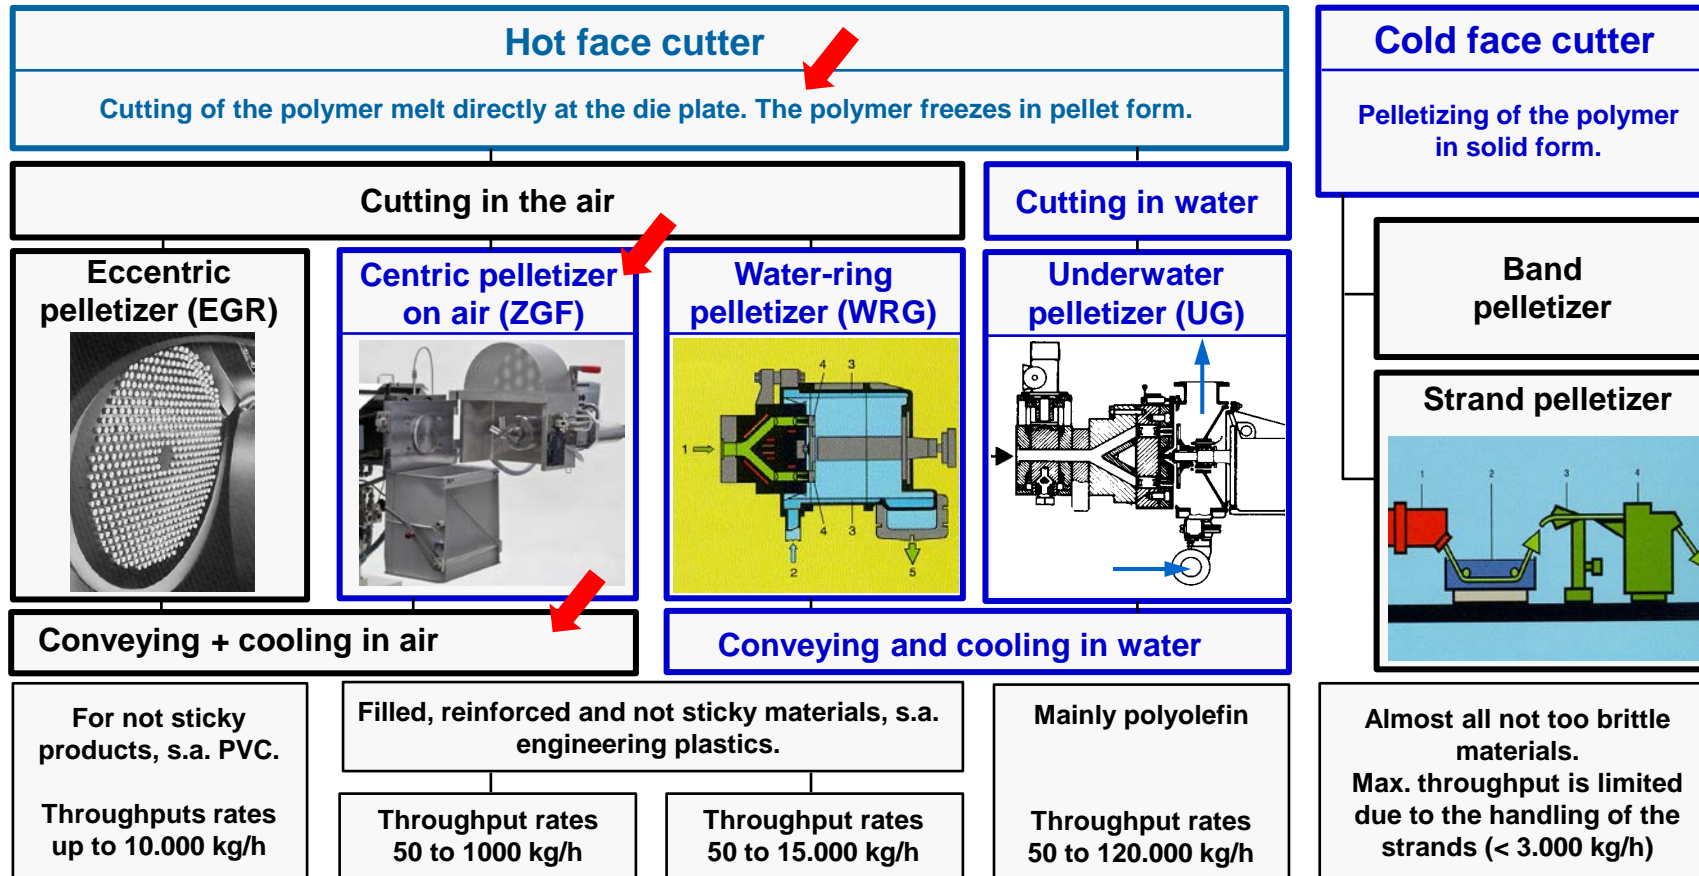 Hot face cutter
Cutting of the polymer melt directly at the die plate. The polymer freezes in pellet form.
Cold face cutter
Pelletizing of the polymer
in solid form.
Cutting in the air
Cutting in water
Eccentric
pelletizer (EGR)
Centric pelletizer
on air (ZGF)
Water-ring
pelletizer (WRG)
4
3
1
4
3
2
5
Underwater
pelletizer (UG)
Band
pelletizer
Strand pelletizer
1
2
3
4
Conveying + cooling in air
Conveying and cooling in water
For not sticky
products, s.a. PVC.
Throughputs rates
up to 10.000 kg/h
Filled, reinforced and not sticky materials, s.a.
engineering plastics.
Throughput rates
50 to 1000 kg/h
Throughput rates
50 to 15.000 kg/h
Mainly polyolefin
Throughput rates
50 to 120.000 kg/h
Almost all not too brittle
materials.
Max. throughput is limited
due to the handling of the
strands (< 3.000 kg/h)